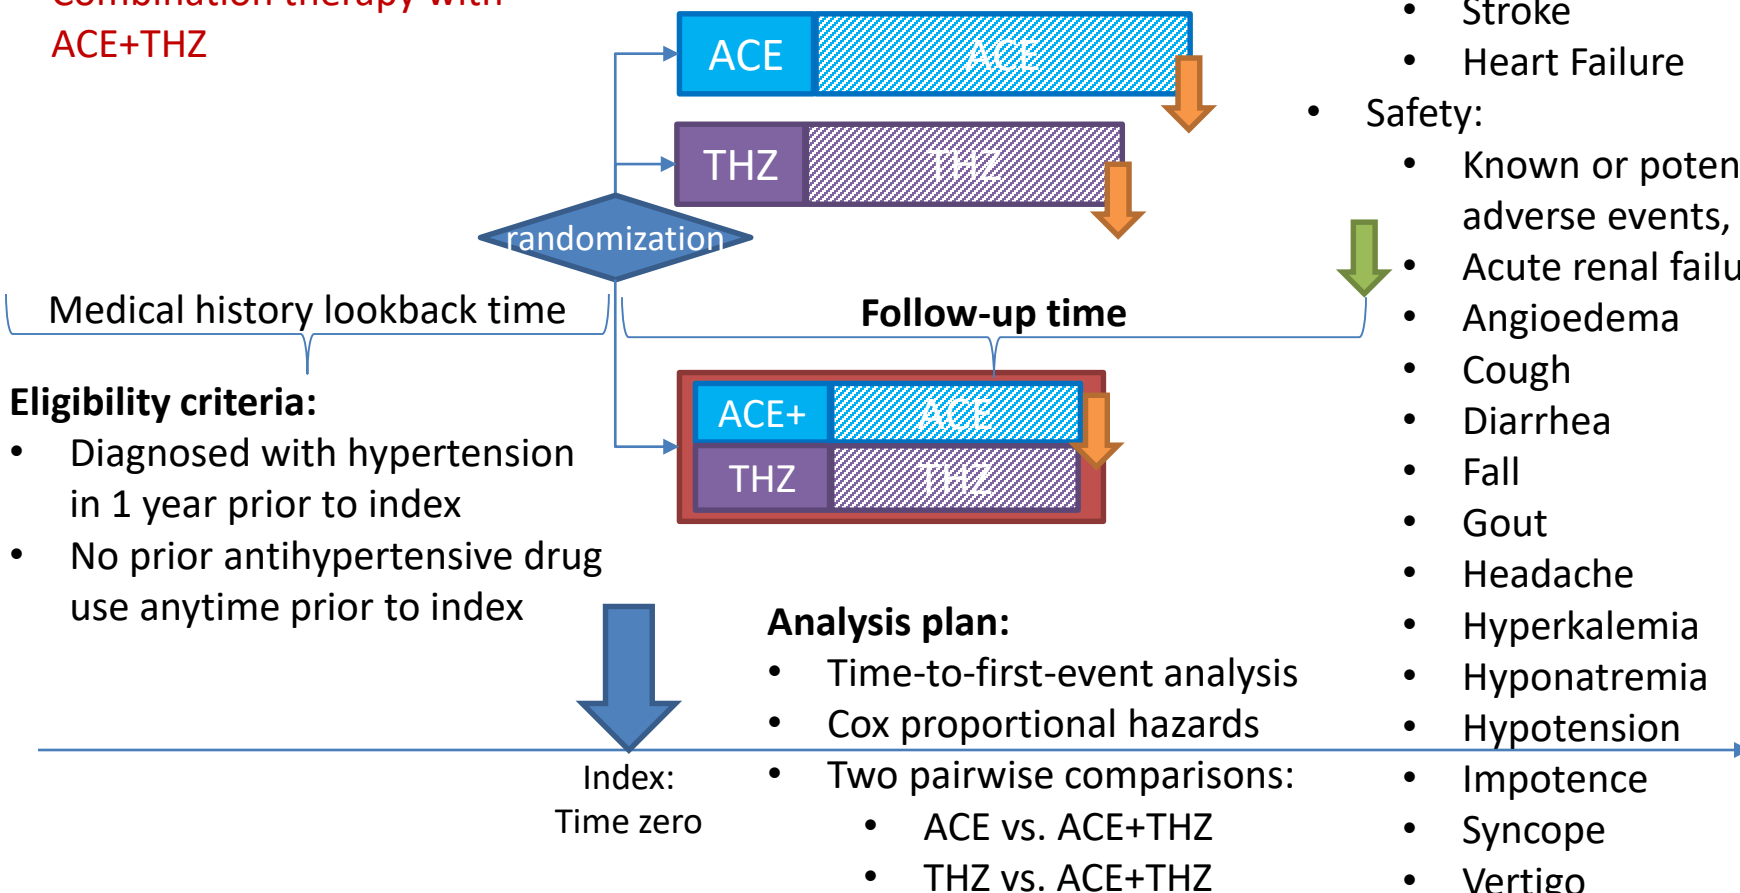 Combination therapy with
ACE+THZ
ACE
ACE
THZ
THZ
randomization
Medical history lookback time
Follow-up time
Eligibility criteria:
• Diagnosed with hypertension
in 1 year prior to index
• No prior antihypertensive drug
use anytime prior to index
ACE+
ACE
THZ
THZ
Index:
Time zero
Analysis plan:
• Time-to-first-event analysis
• Cox proportional hazards
• Two pairwise comparisons:
• ACE vs. ACE+THZ
• THZ vs. ACE+THZ
• Stroke
• Heart Failure
• Safety:
• Known or poten
adverse events,
• Acute renal failu
• Angioedema
• Cough
• Diarrhea
• Fall
• Gout
• Headache
• Hyperkalemia
• Hyponatremia
• Hypotension
• Impotence
• Syncope
• Vertigo